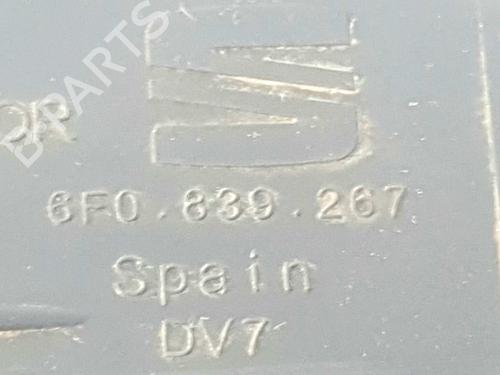 B-PARTS
OR
6F0.839.267
Spain
DV7